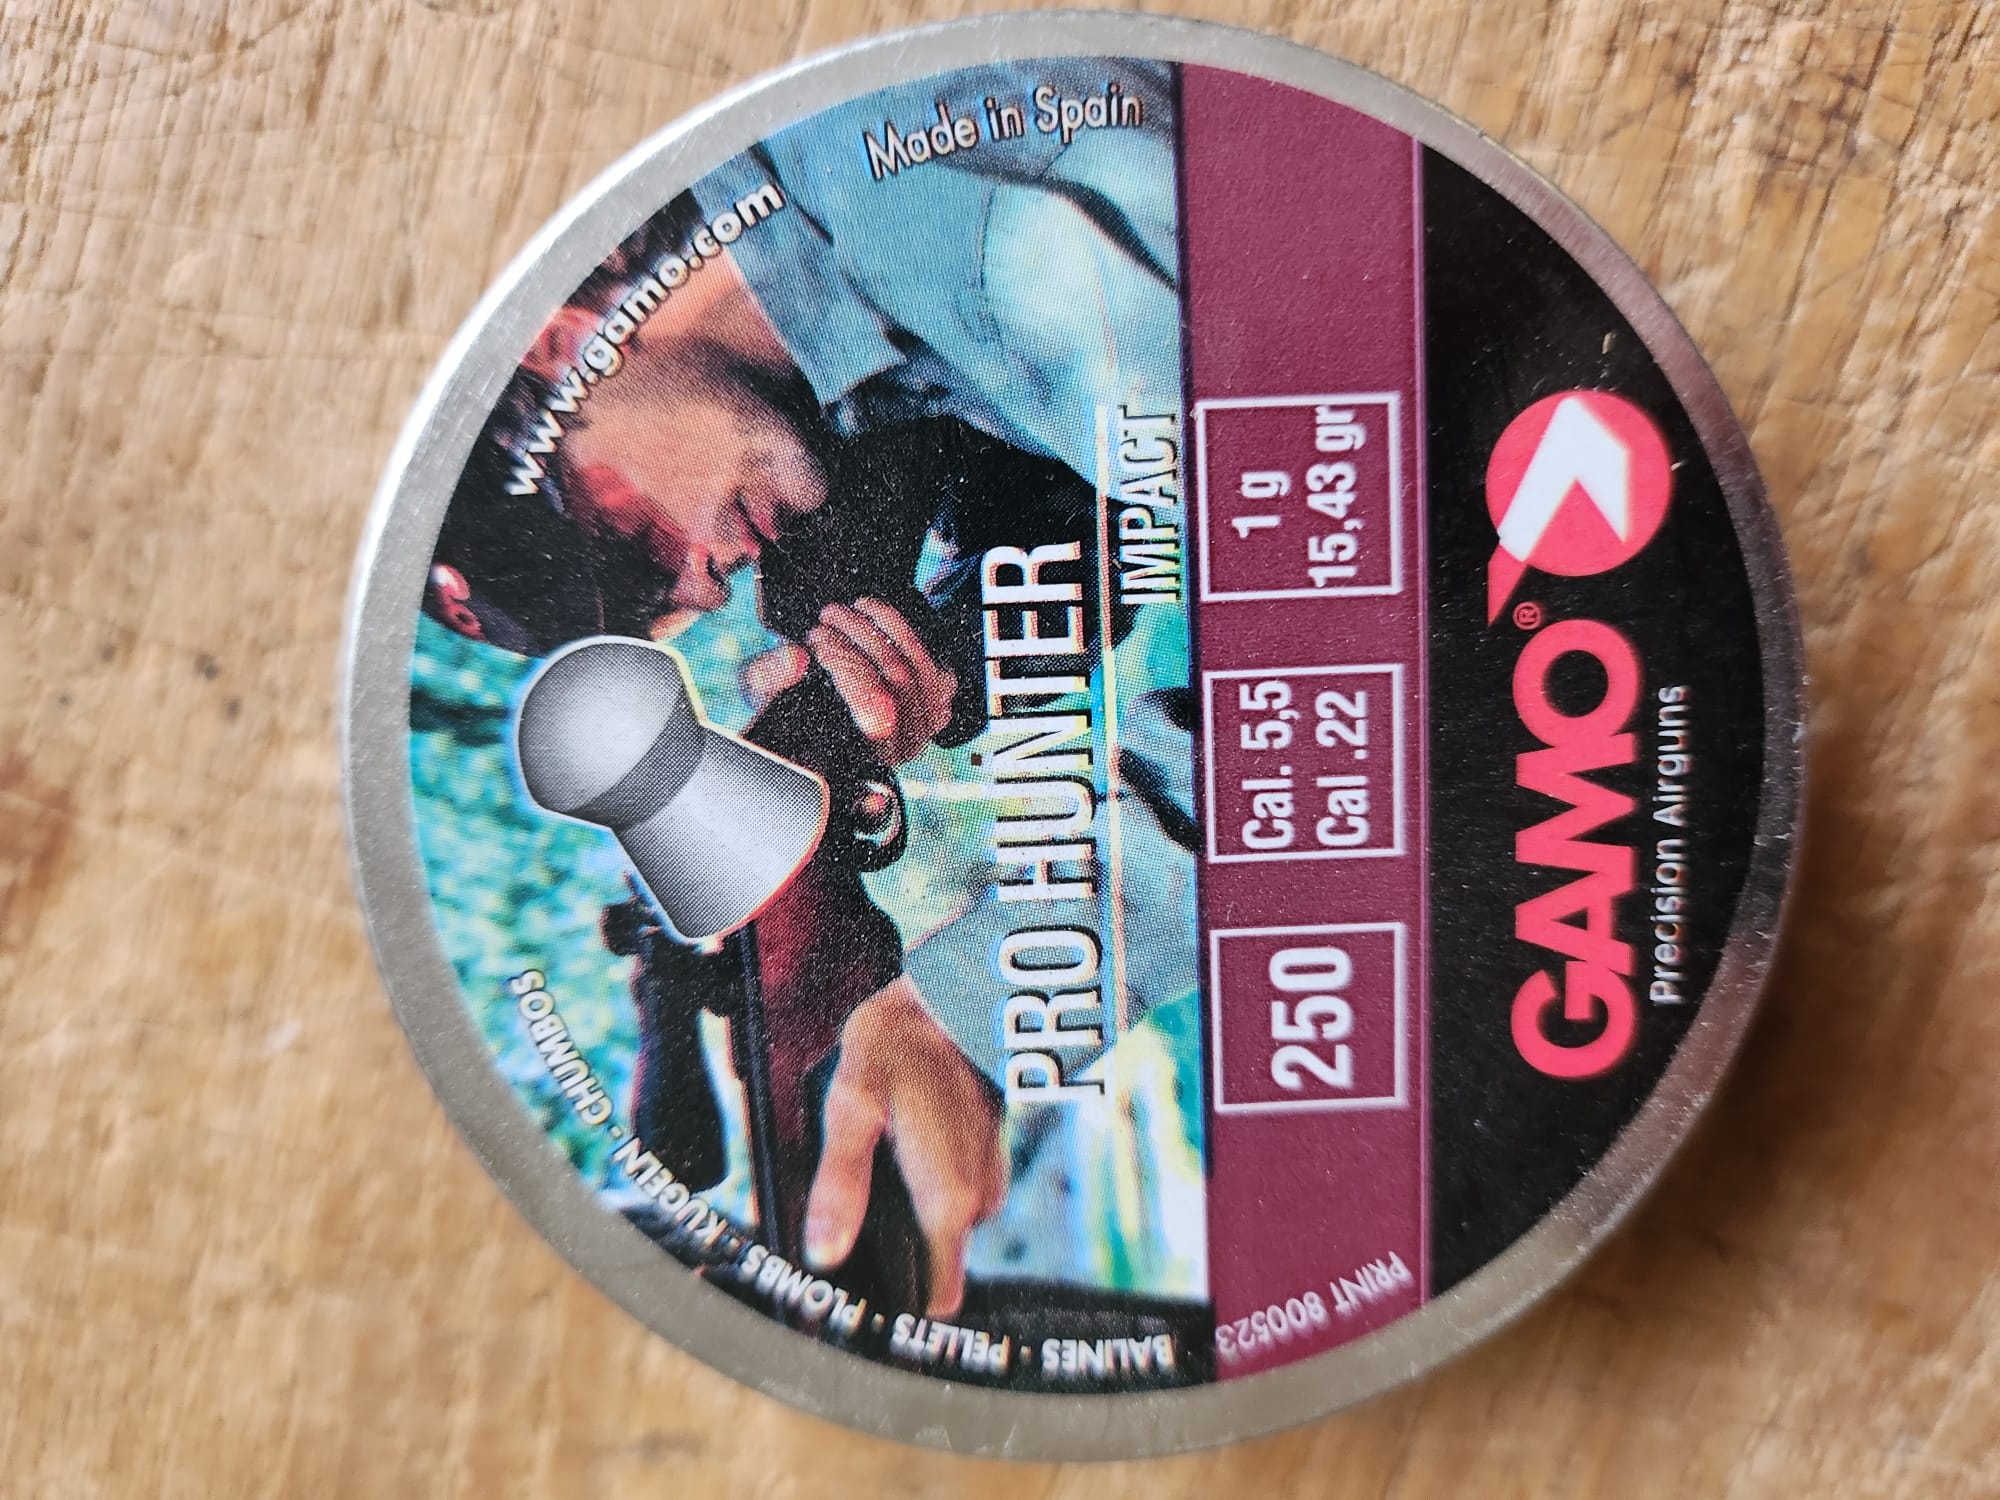 www.gamo.com
Made in Spain
BALINES - PELLETS - PLOMBS - KUGELN - CHUMBOS
PRO HUNTER
IMPACT
250
Cal. 5,5
Cal .22
1 g
15,43 gr
PRINT 800523
GAMO®
Precision Airguns